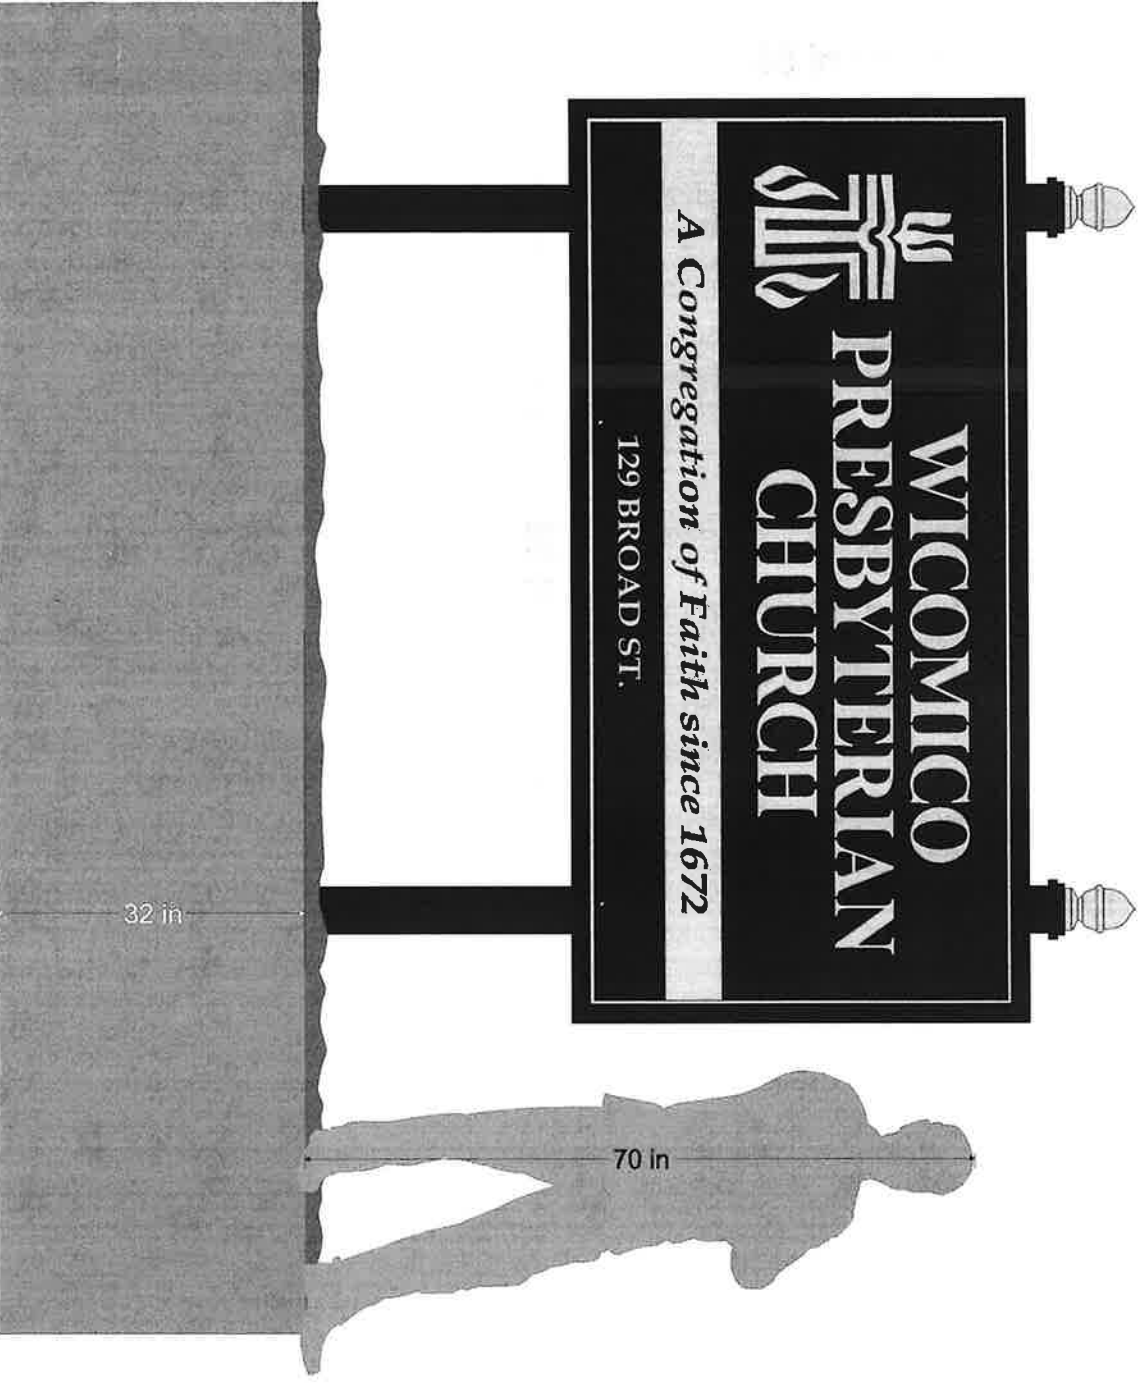 WICOMICO
PRESBYTERIAN
CHURCH
A Congregation of Faith since 1672
129 BROAD ST.
70 in
32 in